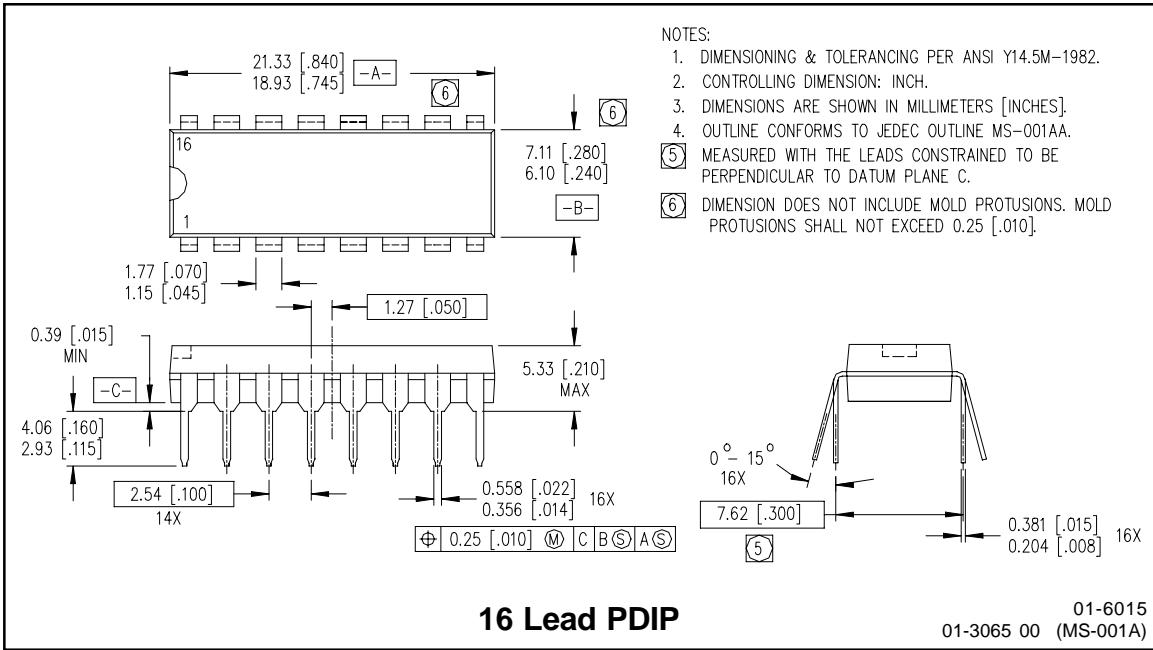 21.33 [.840]
18.93 [.745]
-A-
6
6
16
1
7.11 [.280]
6.10 [.240]
-B-
1.77 [.070]
1.15 [.045]
1.27 [.050]
0.39 [.015]
MIN
-C-
4.06 [.160]
2.93 [.115]
5.33 [.210]
MAX
2.54 [.100]
14X
0.558 [.022]
0.356 [.014]
16X
⌖ 0.25 [.010] Ⓜ C B Ⓢ A Ⓢ
NOTES:
1. DIMENSIONING & TOLERANCING PER ANSI Y14.5M-1982.
2. CONTROLLING DIMENSION: INCH.
3. DIMENSIONS ARE SHOWN IN MILLIMETERS [INCHES].
4. OUTLINE CONFORMS TO JEDEC OUTLINE MS-001AA.
5 MEASURED WITH THE LEADS CONSTRAINED TO BE
PERPENDICULAR TO DATUM PLANE C.
6 DIMENSION DOES NOT INCLUDE MOLD PROTUSIONS. MOLD
PROTUSIONS SHALL NOT EXCEED 0.25 [.010].
0° - 15°
16X
7.62 [.300]
5
0.381 [.015]
0.204 [.008]
16X
16 Lead PDIP
01-6015
01-3065 00 (MS-001A)